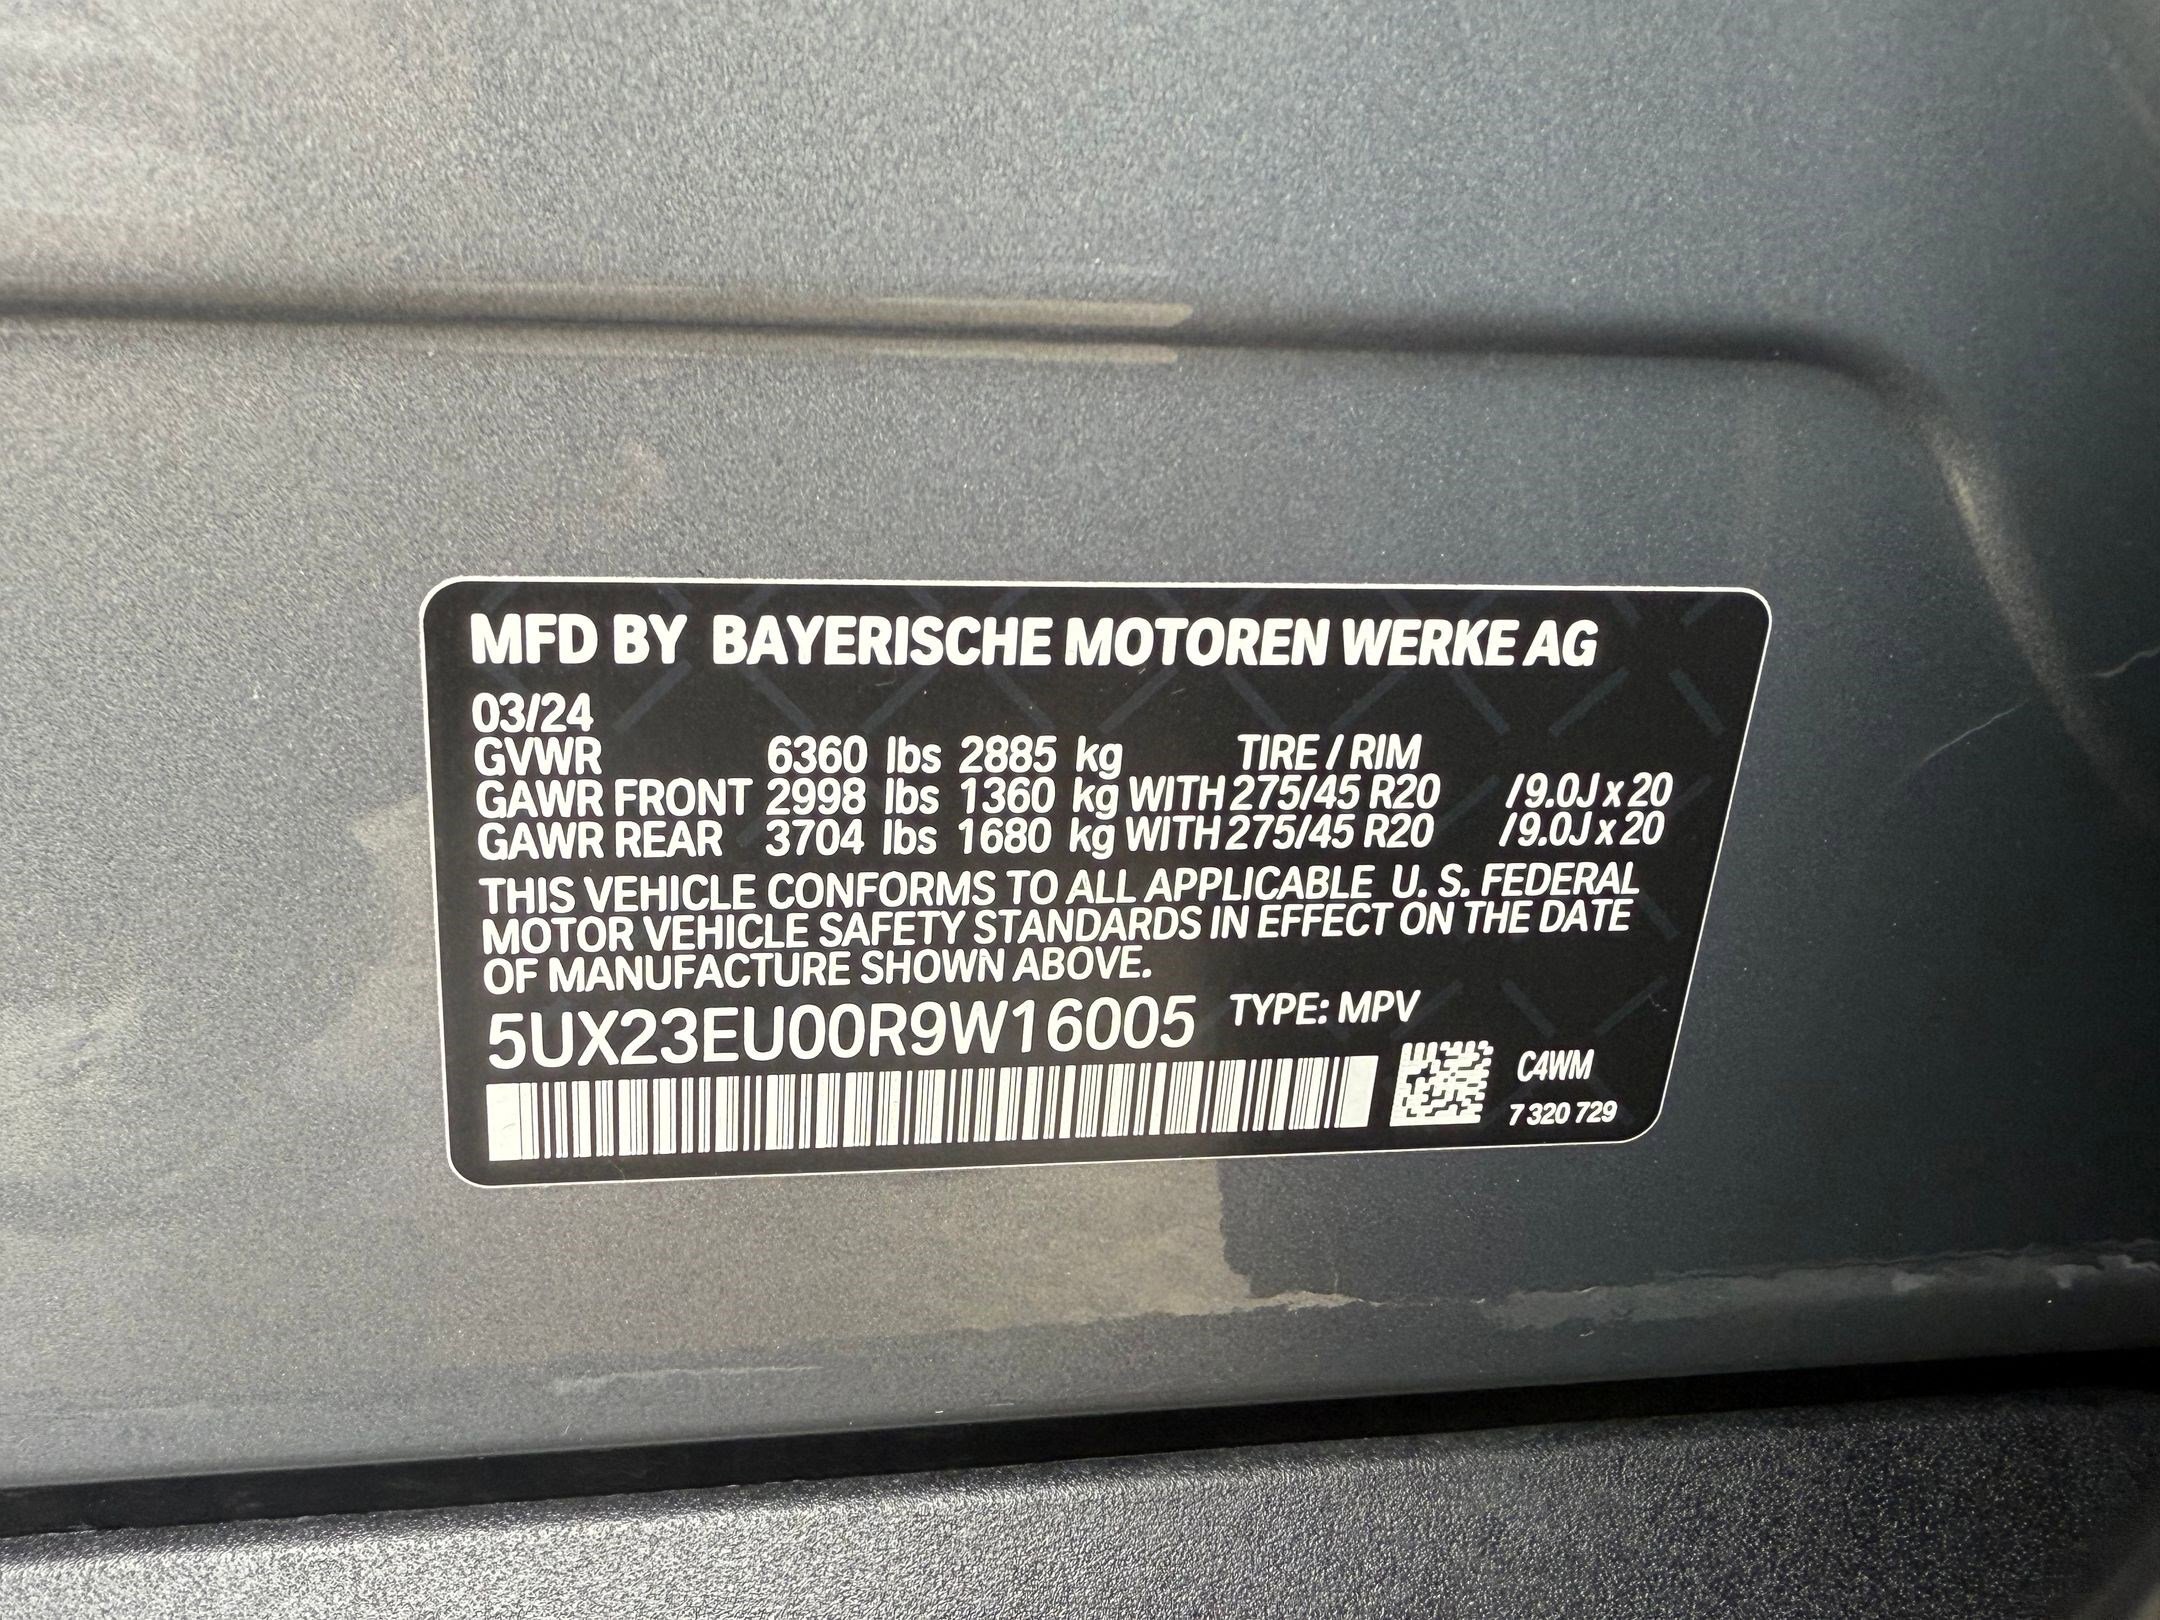 MFD BY BAYERISCHE MOTOREN WERKE AG
03/24
GVWR 6360 lbs 2885 kg TIRE / RIM
GAWR FRONT 2998 lbs 1360 kg WITH 275/45 R20 / 9.0J x 20
GAWR REAR 3704 lbs 1680 kg WITH 275/45 R20 / 9.0J x 20
THIS VEHICLE CONFORMS TO ALL APPLICABLE U. S. FEDERAL
MOTOR VEHICLE SAFETY STANDARDS IN EFFECT ON THE DATE
OF MANUFACTURE SHOWN ABOVE.
5UX23EU00R9W16005 TYPE: MPV
C4WM
7 320 729